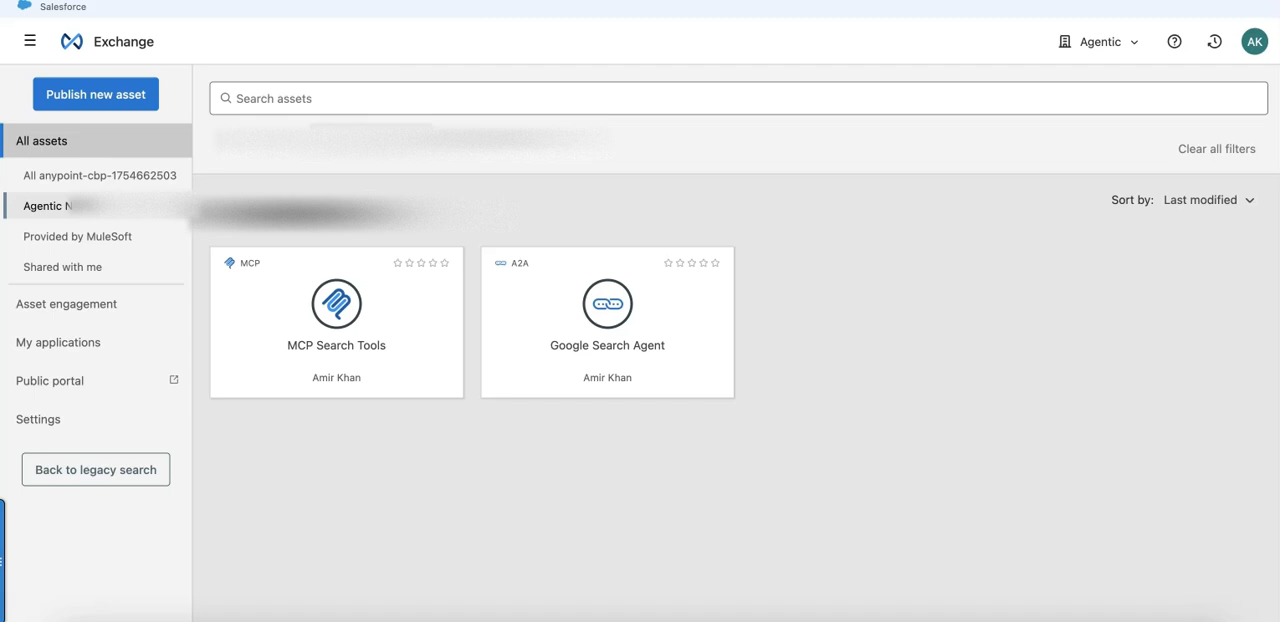 Salesforce
Exchange
Agentic
AK
Publish new asset
Search assets
All assets
Clear all filters
All anypoint-cbp-1754662503
Sort by: Last modified
Agentic
Provided by MuleSoft
Shared with me
MCP
A2A
MCP Search Tools
Google Search Agent
Amir Khan
Amir Khan
Asset engagement
My applications
Public portal
Settings
Back to legacy search